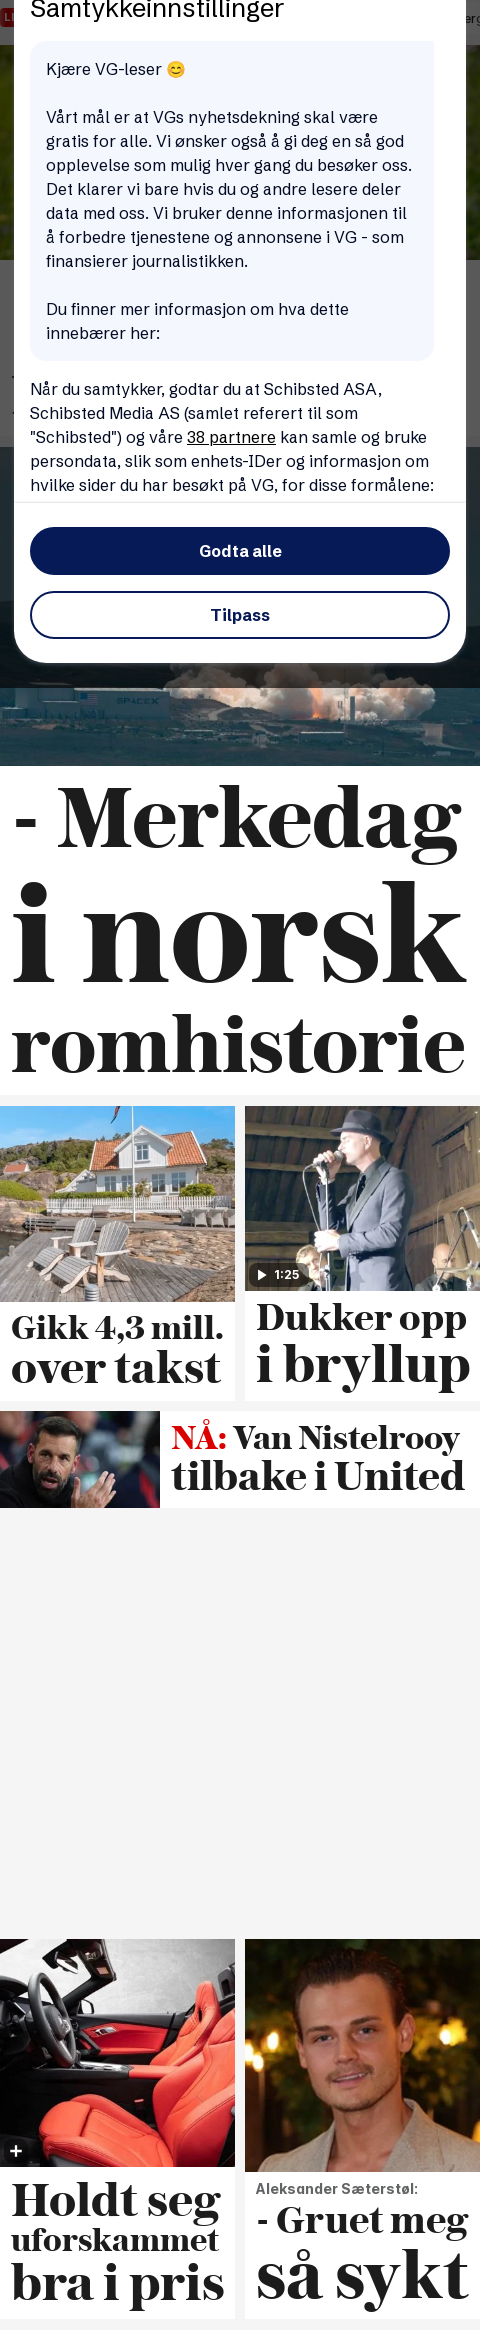 Samtykkeinnstillinger
Kjære VG-leser 😊
Vårt mål er at VGs nyhetsdekning skal være
gratis for alle. Vi ønsker også å gi deg en så god
opplevelse som mulig hver gang du besøker oss.
Det klarer vi bare hvis du og andre lesere deler
data med oss. Vi bruker denne informasjonen til
å forbedre tjenestene og annonsene i VG - som
finansierer journalistikken.
Du finner mer informasjon om hva dette
innebærer her:
Når du samtykker, godtar du at Schibsted ASA,
Schibsted Media AS (samlet referert til som
"Schibsted") og våre 38 partnere kan samle og bruke
persondata, slik som enhets-IDer og informasjon om
hvilke sider du har besøkt på VG, for disse formålene:
Godta alle
Tilpass
SPACEX
- Merkedag
i norsk
romhistorie
Gikk 4,3 mill.
over takst
1:25
Dukker opp
i bryllup
NÅ: Van Nistelrooy
tilbake i United
Holdt seg
uforskammet
bra i pris
Aleksander Sæterstøl:
- Gruet meg
så sykt